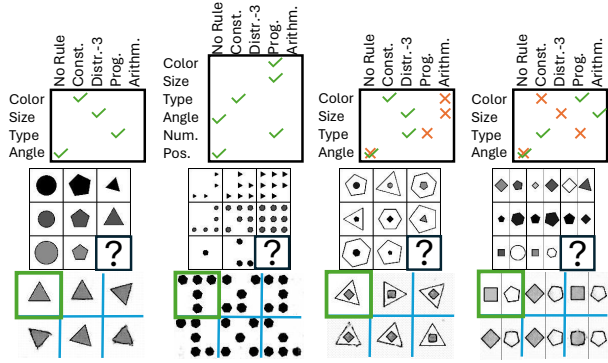 No Rule
Const.
Distr.-3
Prog.
Arithm.
Color
Size
Type
Angle
No Rule
Const.
Distr.-3
Prog.
Arithm.
Color
Size
Type
Angle
Num.
Pos.
No Rule
Const.
Distr.-3
Prog.
Arithm.
Color
Size
Type
Angle
No Rule
Const.
Distr.-3
Prog.
Arithm.
Color
Size
Type
Angle
?
?
?
?